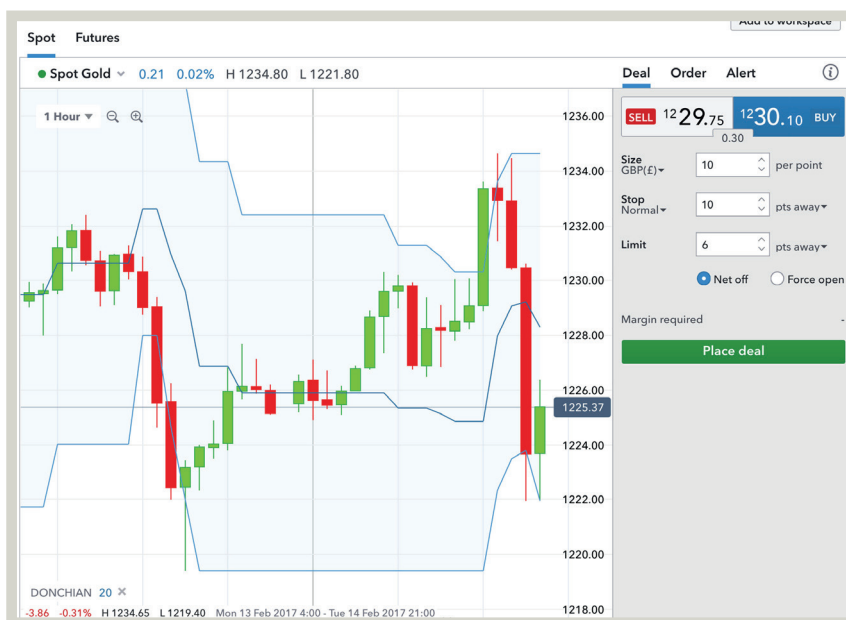 Add to workspace
Spot Futures
Spot Gold 0.21 0.02% H 1234.80 L 1221.80
Deal Order Alert
1 Hour
SELL 1229.75 1230.10 BUY
0.30
Size
GBP(£) 10 per point
Stop
Normal 10 pts away
Limit 6 pts away
Net off Force open
Margin required -
Place deal
1236.00
1234.00
1232.00
1230.00
1228.00
1226.00
1225.37
1224.00
1222.00
1220.00
1218.00
DONCHIAN 20
-3.86 -0.31% H 1234.65 L 1219.40 Mon 13 Feb 2017 4:00 - Tue 14 Feb 2017 21:00